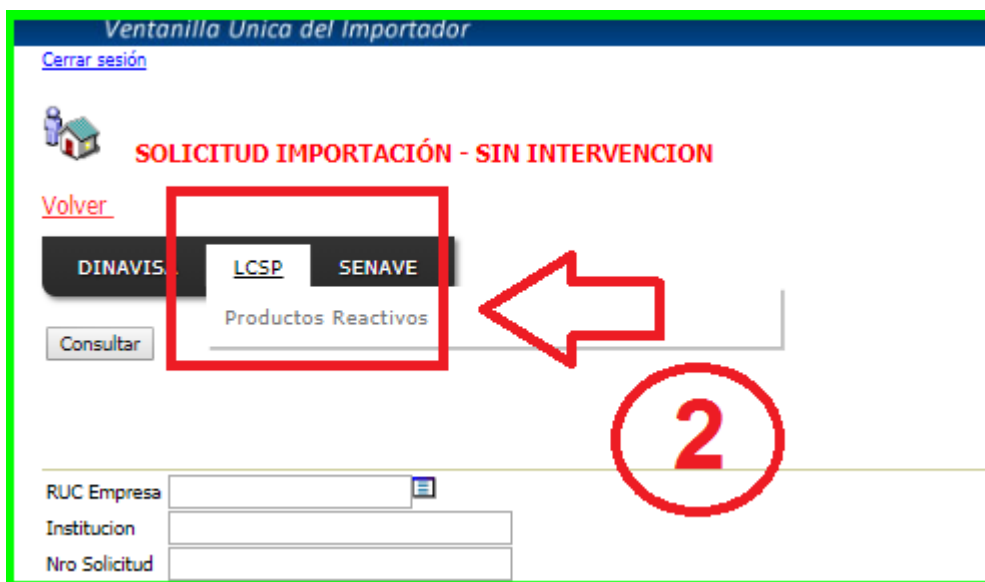 Ventanilla Unica del Importador
Cerrar sesión
SOLICITUD IMPORTACIÓN - SIN INTERVENCION
Volver
DINAVIS LCSP SENAVE
Productos Reactivos
Consultar
2
RUC Empresa
Institucion
Nro Solicitud